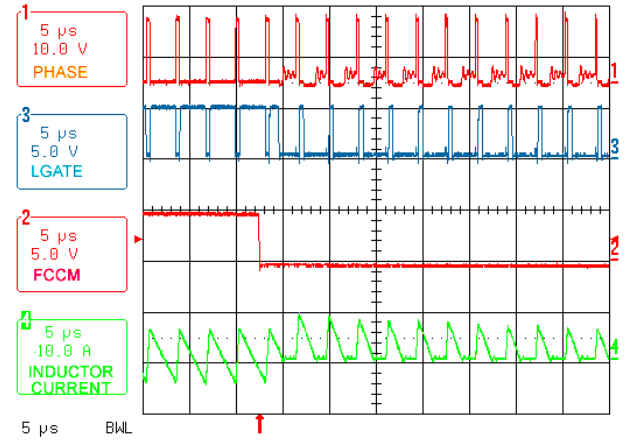 1
5 µs
10.0 V
PHASE
1
3
5 µs
5.0 V
LGATE
3
2
5 µs
5.0 V
FCCM
2
4
5 µs
.10.0 A
INDUCTOR
CURRENT
4
5 µs BWL